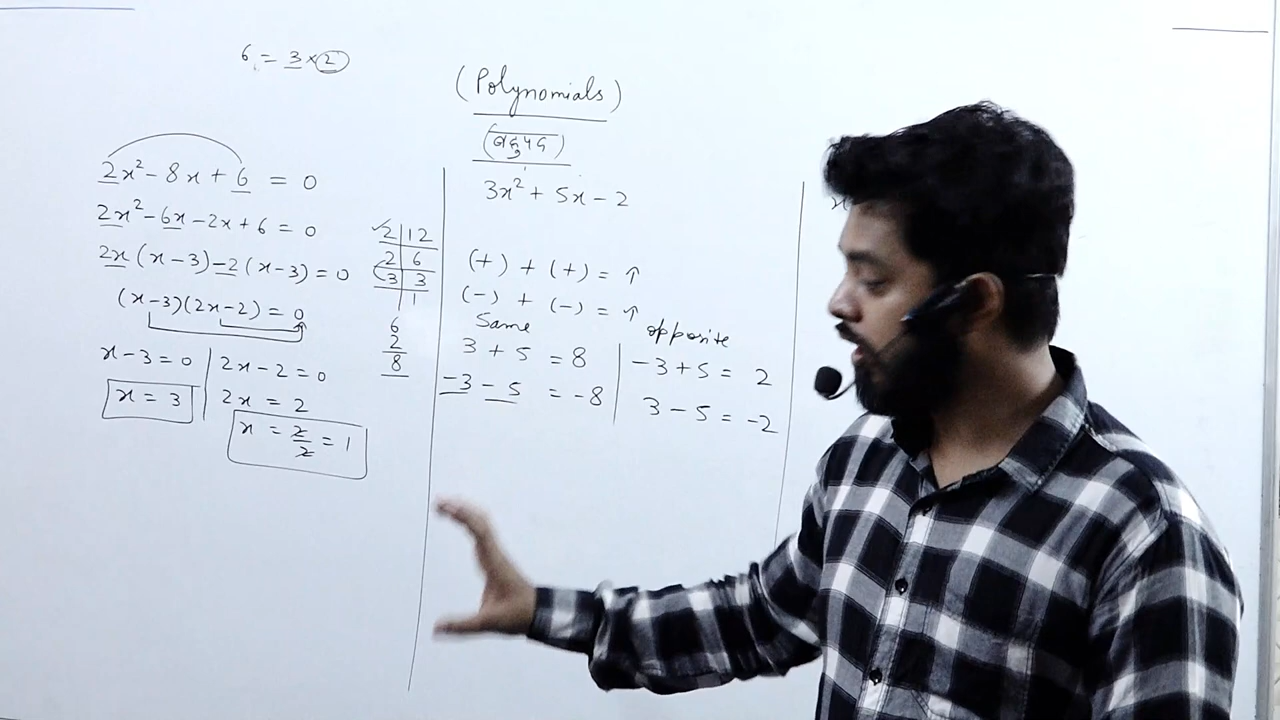 6 = 3 × 2
(Polynomials)
(बहुपद)
2x² - 8x + 6 = 0
2x² - 6x - 2x + 6 = 0
2x (x - 3) - 2 (x - 3) = 0
(x - 3)(2x - 2) = 0
x - 3 = 0 | 2x - 2 = 0
x = 3 | 2x = 2
x = 2/2 = 1
✓2 | 12
2 | 6
3 | 3
1
6
2
8
3x² + 5x - 2
(+) + (+) = ↑
(-) + (-) = ↑
Same
3 + 5 = 8
-3 - 5 = -8
opposite
-3 + 5 = 2
3 - 5 = -2